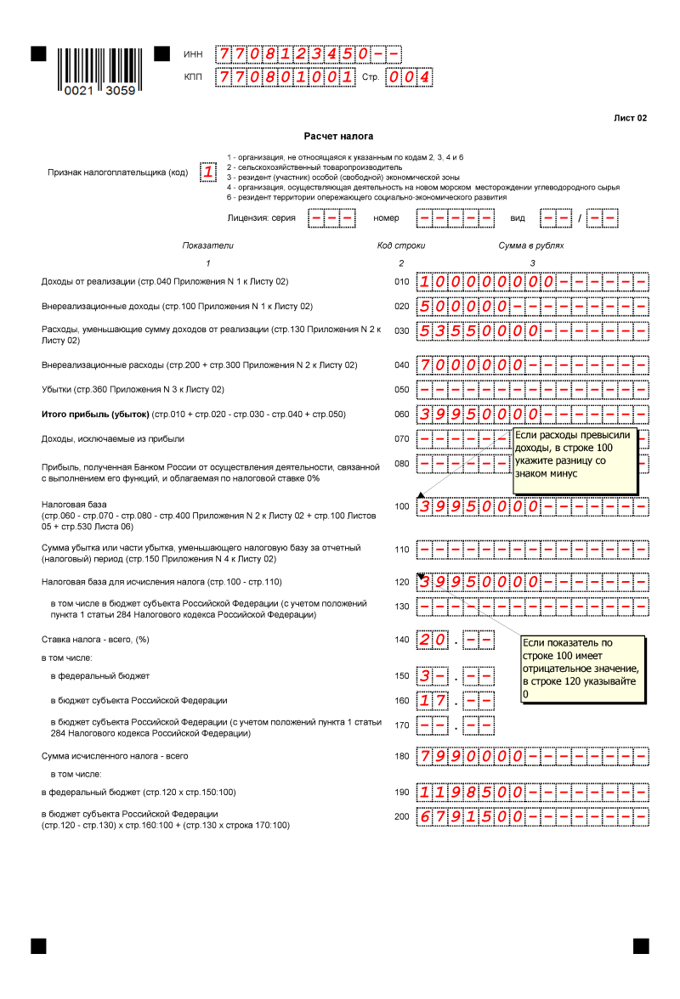 ИНН 7708123450--
0021 3059
КПП 770801001 Стр. 004
Лист 02
Расчет налога
Признак налогоплательщика (код) 1
1 - организация, не относящаяся к указанным по кодам 2, 3, 4 и 6
2 - сельскохозяйственный товаропроизводитель
3 - резидент (участник) особой (свободной) экономической зоны
4 - организация, осуществляющая деятельность на новом морском месторождении углеводородного сырья
6 - резидент территории опережающего социально-экономического развития
Лицензия: серия --- номер ----- вид -- / --
Показатели Код строки Сумма в рублях
1 2 3
Доходы от реализации (стр.040 Приложения N 1 к Листу 02) 010 100000000------
Внереализационные доходы (стр.100 Приложения N 1 к Листу 02) 020 500000---------
Расходы, уменьшающие сумму доходов от реализации (стр.130 Приложения N 2 к 030 53550000-------
Листу 02)
Внереализационные расходы (стр.200 + стр.300 Приложения N 2 к Листу 02) 040 7000000--------
Убытки (стр.360 Приложения N 3 к Листу 02) 050 ---------------
Итого прибыль (убыток) (стр.010 + стр.020 - стр.030 - стр.040 + стр.050) 060 39950000-------
Доходы, исключаемые из прибыли 070 ------ -
Если расходы превысили
доходы, в строке 100
укажите разницу со
знаком минус
Прибыль, полученная Банком России от осуществления деятельности, связанной 080 ------ -
с выполнением его функций, и облагаемая по налоговой ставке 0%
Налоговая база 100 39950000-------
(стр.060 - стр.070 - стр.080 - стр.400 Приложения N 2 к Листу 02 + стр.100 Листов
05 + стр.530 Листа 06)
Сумма убытка или части убытка, уменьшающего налоговую базу за отчетный 110 ---------------
(налоговый) период (стр.150 Приложения N 4 к Листу 02)
Налоговая база для исчисления налога (стр.100 - стр.110) 120 39950000-------
в том числе в бюджет субъекта Российской Федерации (с учетом положений 130 ---------------
пункта 1 статьи 284 Налогового кодекса Российской Федерации)
Ставка налога - всего, (%) 140 20.--
Если показатель по
строке 100 имеет
отрицательное значение,
в строке 120 указывайте
0
в том числе:
в федеральный бюджет 150 3-.--
в бюджет субъекта Российской Федерации 160 17.--
в бюджет субъекта Российской Федерации (с учетом положений пункта 1 статьи 170 --.--
284 Налогового кодекса Российской Федерации)
Сумма исчисленного налога - всего 180 7990000--------
в том числе:
в федеральный бюджет (стр.120 х стр.150:100) 190 1198500--------
в бюджет субъекта Российской Федерации 200 6791500--------
(стр.120 - стр.130) х стр.160:100 + (стр.130 х строка 170:100)